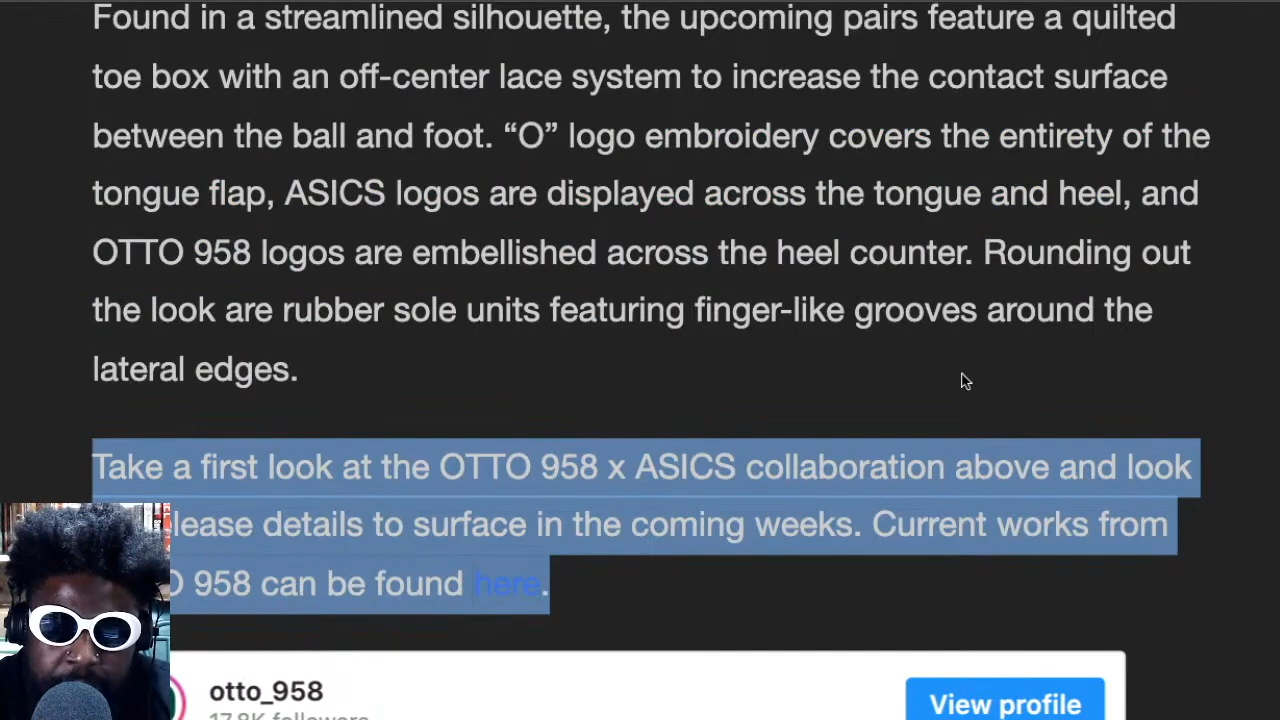 Found in a streamlined silhouette, the upcoming pairs feature a quilted
toe box with an off-center lace system to increase the contact surface
between the ball and foot. “O” logo embroidery covers the entirety of the
tongue flap, ASICS logos are displayed across the tongue and heel, and
OTTO 958 logos are embellished across the heel counter. Rounding out
the look are rubber sole units featuring finger-like grooves around the
lateral edges.
Take a first look at the OTTO 958 x ASICS collaboration above and look
details to surface in the coming weeks. Current works from
958 can be found here.
otto_958
17.8K followers
View profile